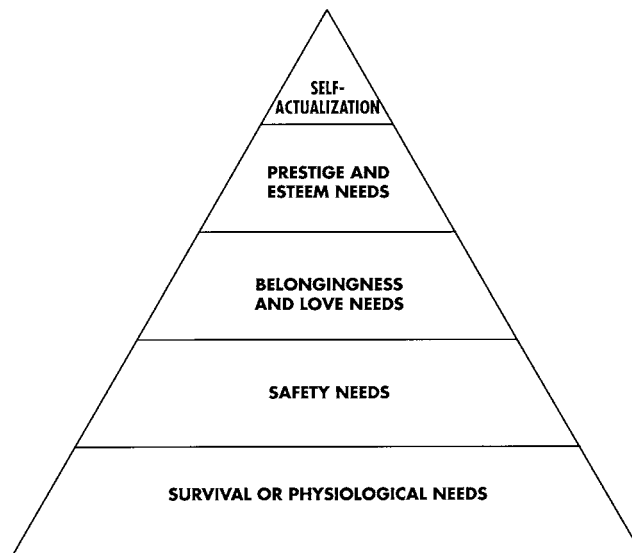 SELF-
ACTUALIZATION
PRESTIGE AND
ESTEEM NEEDS
BELONGINGNESS
AND LOVE NEEDS
SAFETY NEEDS
SURVIVAL OR PHYSIOLOGICAL NEEDS